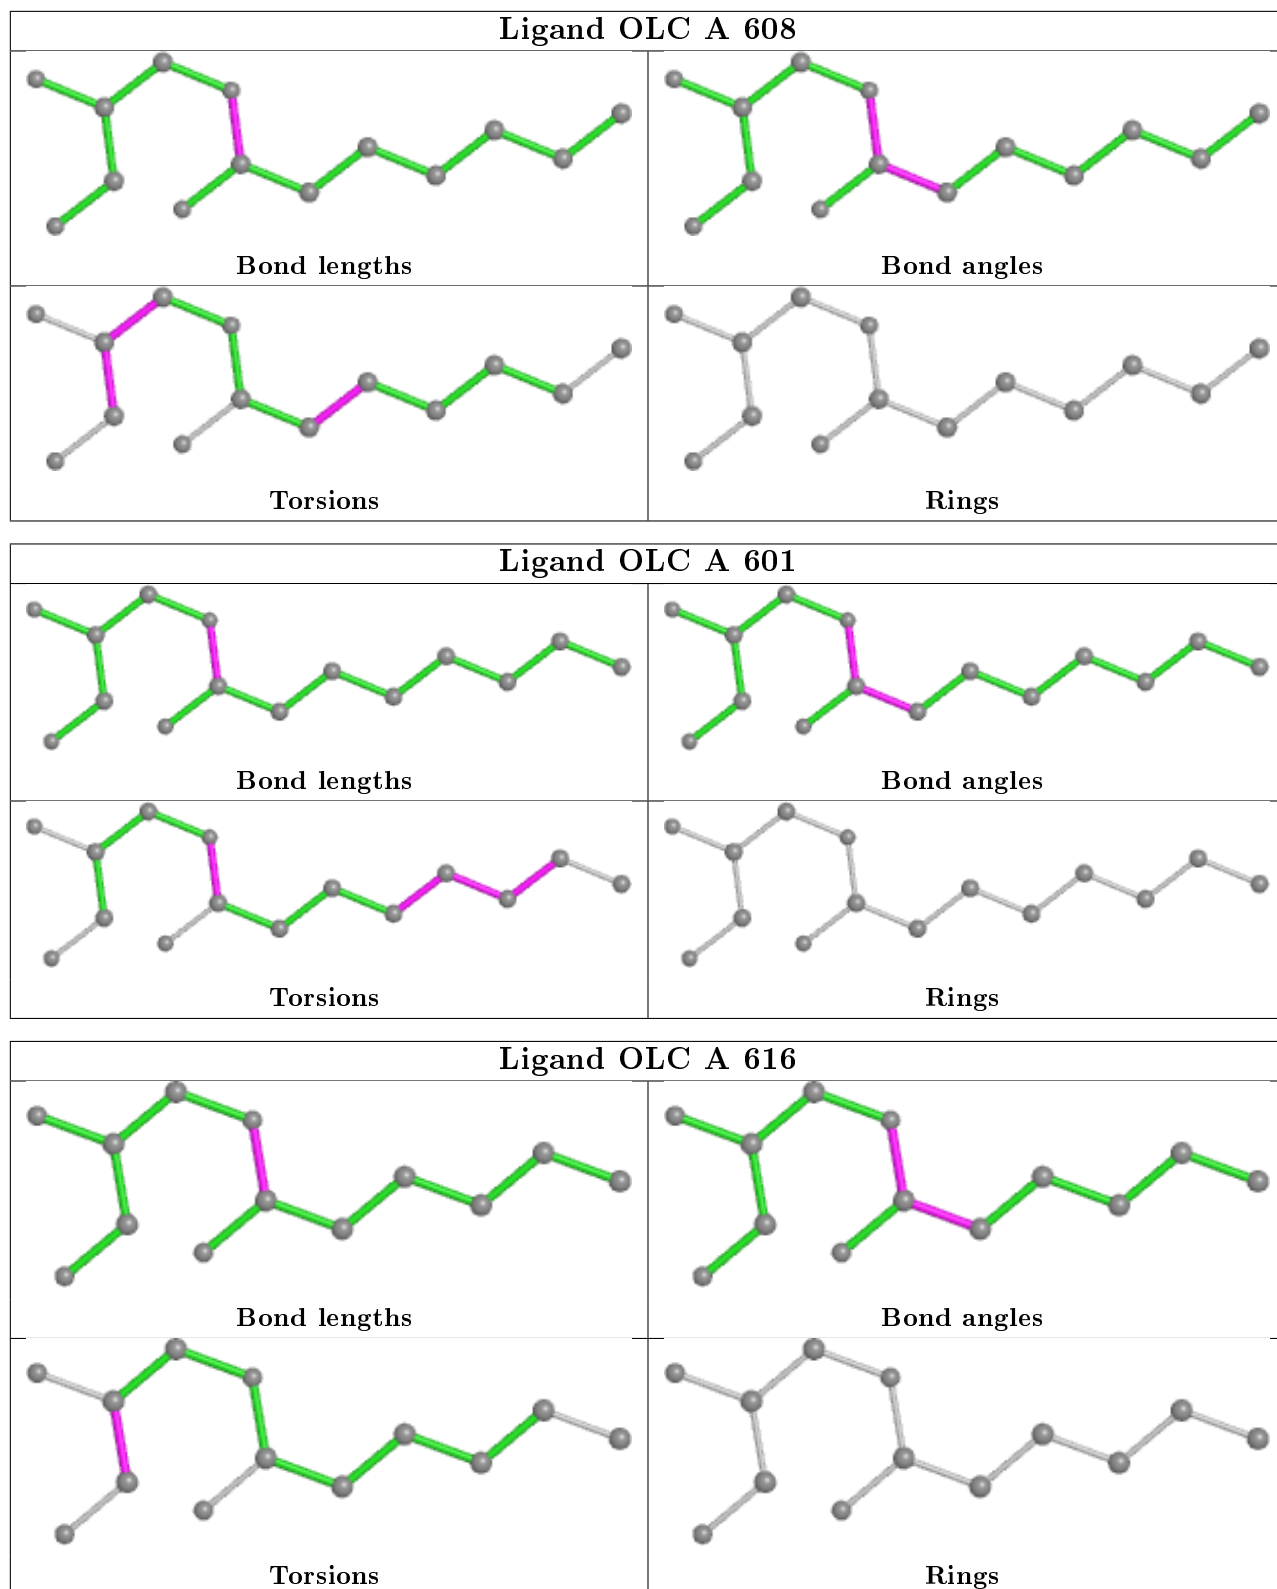 Ligand OLC A 608
Bond lengths
Bond angles
Torsions
Rings
Ligand OLC A 601
Bond lengths
Bond angles
Torsions
Rings
Ligand OLC A 616
Bond lengths
Bond angles
Torsions
Rings